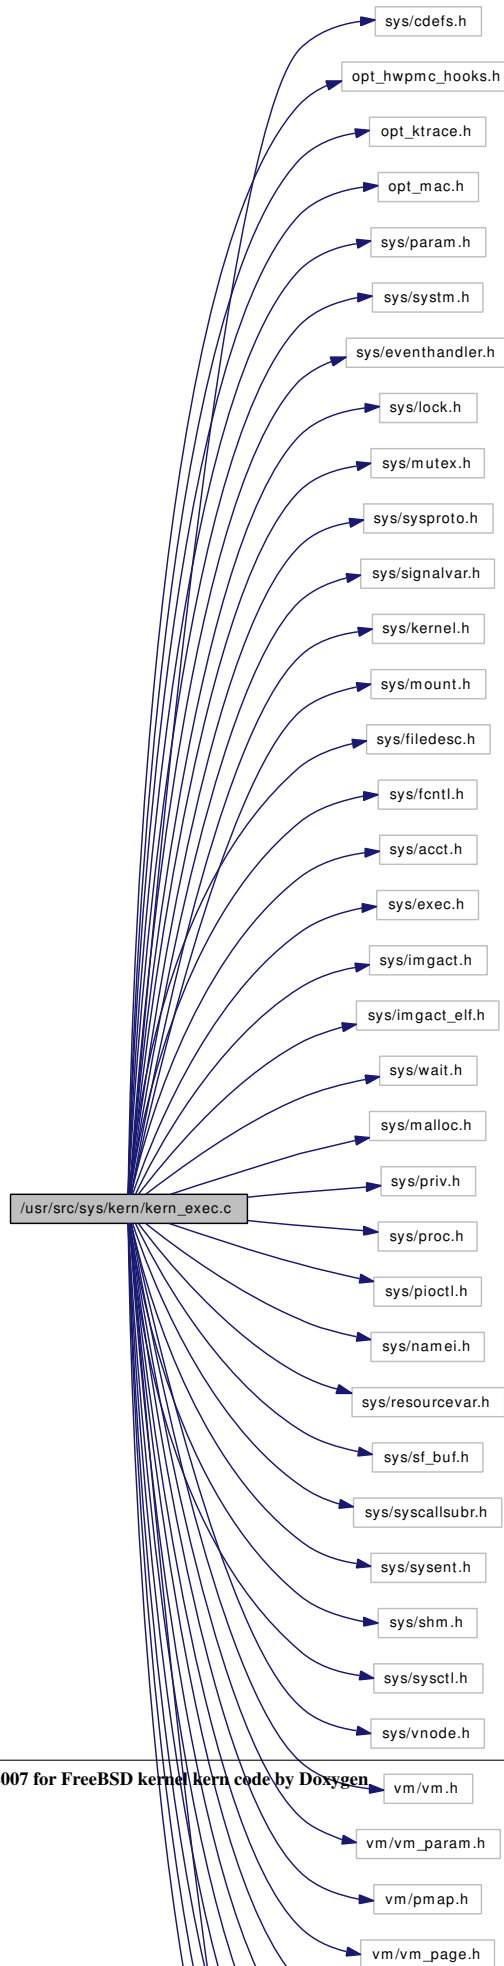 sys/cdefs.h
opt_hwpmc_hooks.h
opt_ktrace.h
opt_mac.h
sys/param.h
sys/systm.h
sys/eventhandler.h
sys/lock.h
sys/mutex.h
sys/sysproto.h
sys/signalvar.h
sys/kernel.h
sys/mount.h
sys/filedesc.h
sys/fcntl.h
sys/acct.h
sys/exec.h
sys/imgact.h
sys/imgact_elf.h
sys/wait.h
sys/malloc.h
sys/priv.h
/usr/src/sys/kern/kern_exec.c
sys/proc.h
sys/pioctl.h
sys/namei.h
sys/resourcevar.h
sys/sf_buf.h
sys/syscallsubr.h
sys/sysent.h
sys/shm.h
sys/sysctl.h
sys/vnode.h
007 for FreeBSD kernel kern code by Doxygen
vm/vm.h
vm/vm_param.h
vm/pmap.h
vm/vm_page.h